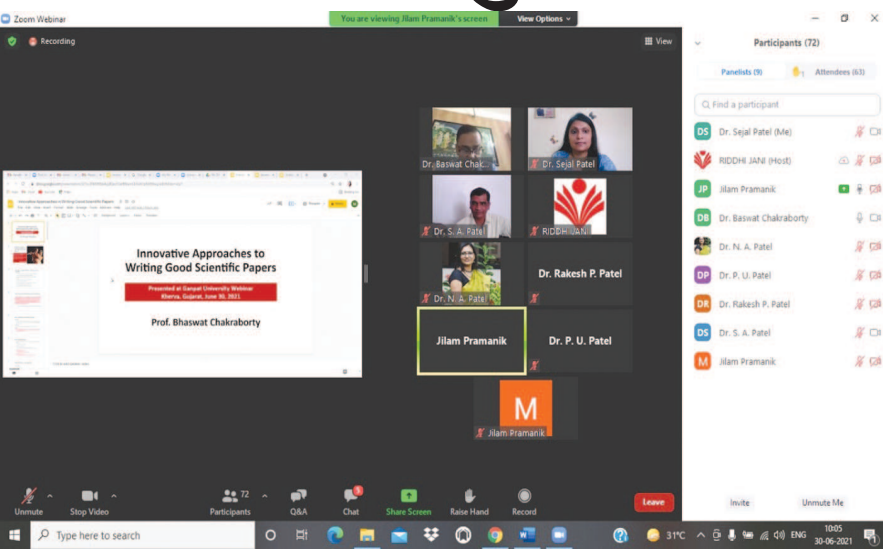 Zoom Webinar
You are viewing Jilam Pramanik's screen
View Options
Recording
View
Innovative Approaches to
Writing Good Scientific Papers
Presented at Ganpat University Webinar
Kherva, Gujarat, June 30, 2021
Prof. Bhaswat Chakraborty
Dr. Baswat Chak...
Dr. Sejal Patel
Dr. S. A. Patel
RIDDHI JANI
Dr. N. A. Patel
Dr. Rakesh P. Patel
Jilam Pramanik
Dr. P. U. Patel
M
Jilam Pramanik
Participants (72)
Panelists (9)
1
Attendees (63)
Find a participant
DS Dr. Sejal Patel (Me)
RIDDHI JANI (Host)
JP Jilam Pramanik
DB Dr. Baswat Chakraborty
Dr. N. A. Patel
DP Dr. P. U. Patel
DR Dr. Rakesh P. Patel
DS Dr. S. A. Patel
M Jilam Pramanik
Invite
Unmute Me
Unmute
Stop Video
72
Participants
Q&A
Chat
Share Screen
Raise Hand
Record
Leave
Type here to search
31°C
ENG
10:05
30-06-2021